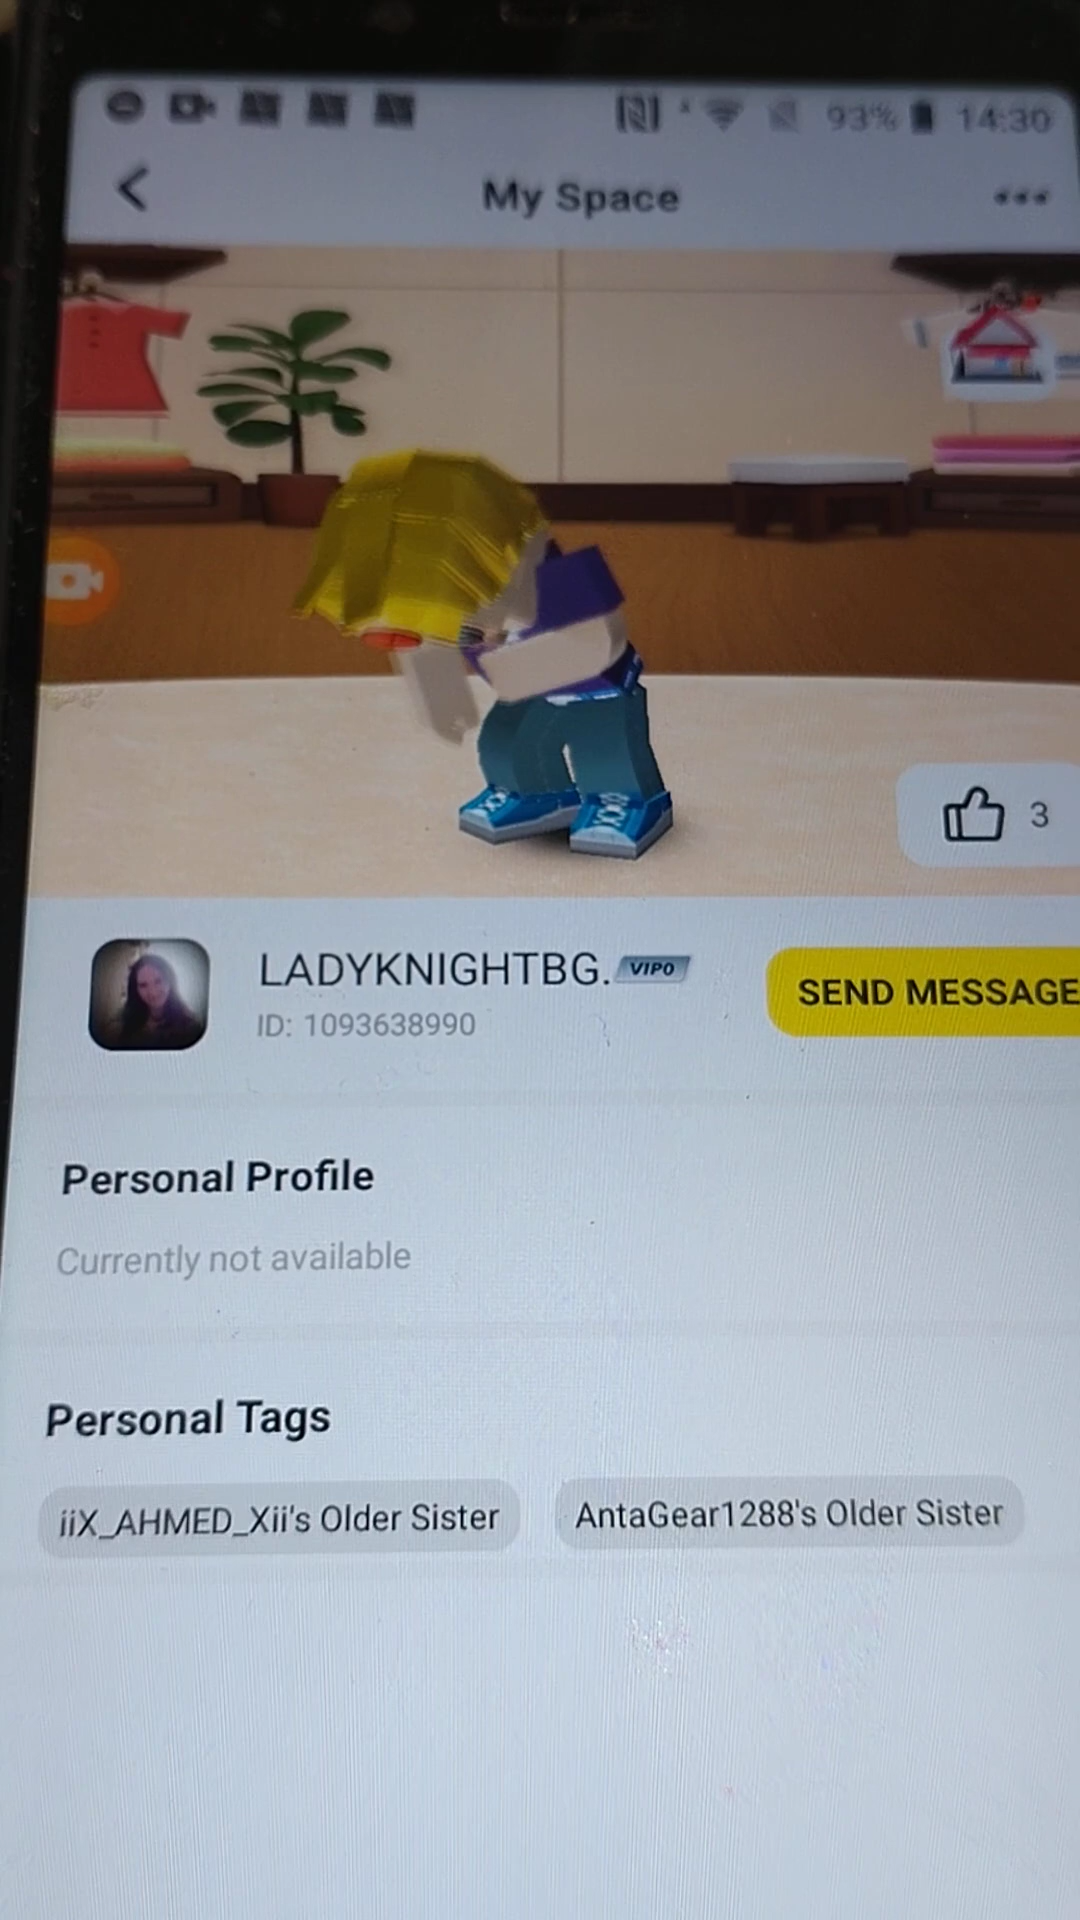 93% 14:30
My Space
3
LADYKNIGHTBG. VIP0
ID: 1093638990
SEND MESSAGE
Personal Profile
Currently not available
Personal Tags
iiX_AHMED_Xii's Older Sister
AntaGear1288's Older Sister